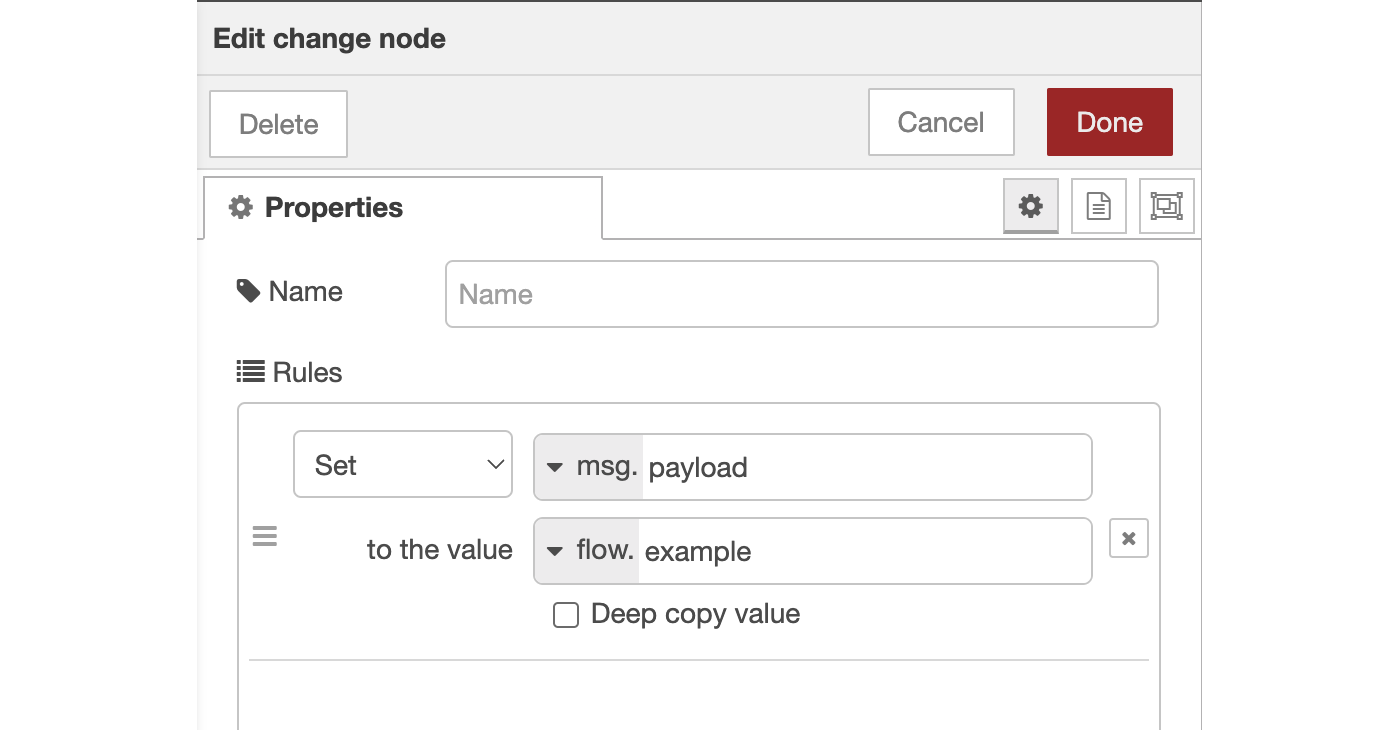 Edit change node
Delete
Cancel
Done
Properties
Name
Name
Rules
Set
msg.
payload
to the value
flow.
example
Deep copy value